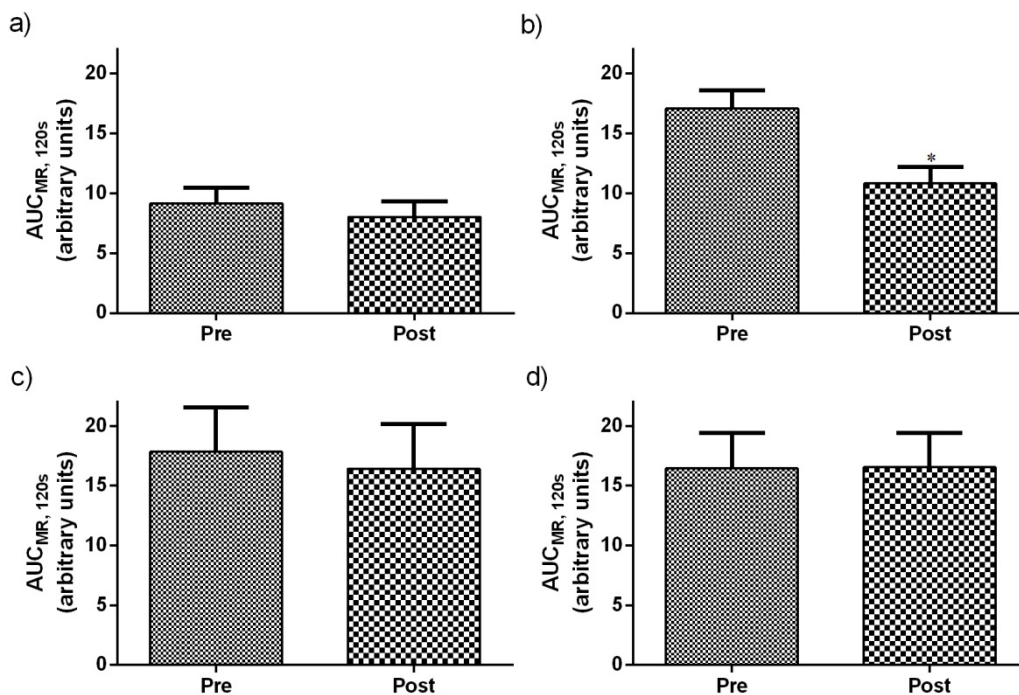 a)
AUC_MR, 120s
(arbitrary units)
20
15
10
5
0
Pre Post
b)
AUC_MR, 120s
(arbitrary units)
20
15
10
5
0
*
Pre Post
c)
AUC_MR, 120s
(arbitrary units)
20
15
10
5
0
Pre Post
d)
AUC_MR, 120s
(arbitrary units)
20
15
10
5
0
Pre Post